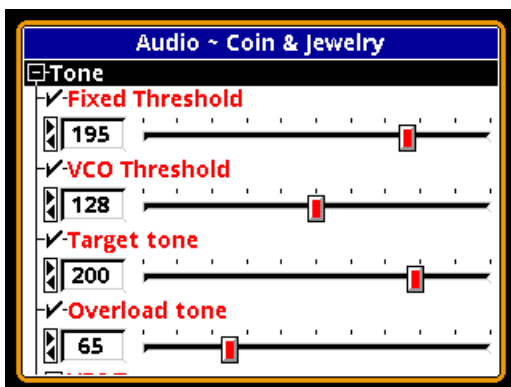 Audio ~ Coin & Jewelry
Tone
Fixed Threshold
195
VCO Threshold
128
Target tone
200
Overload tone
65